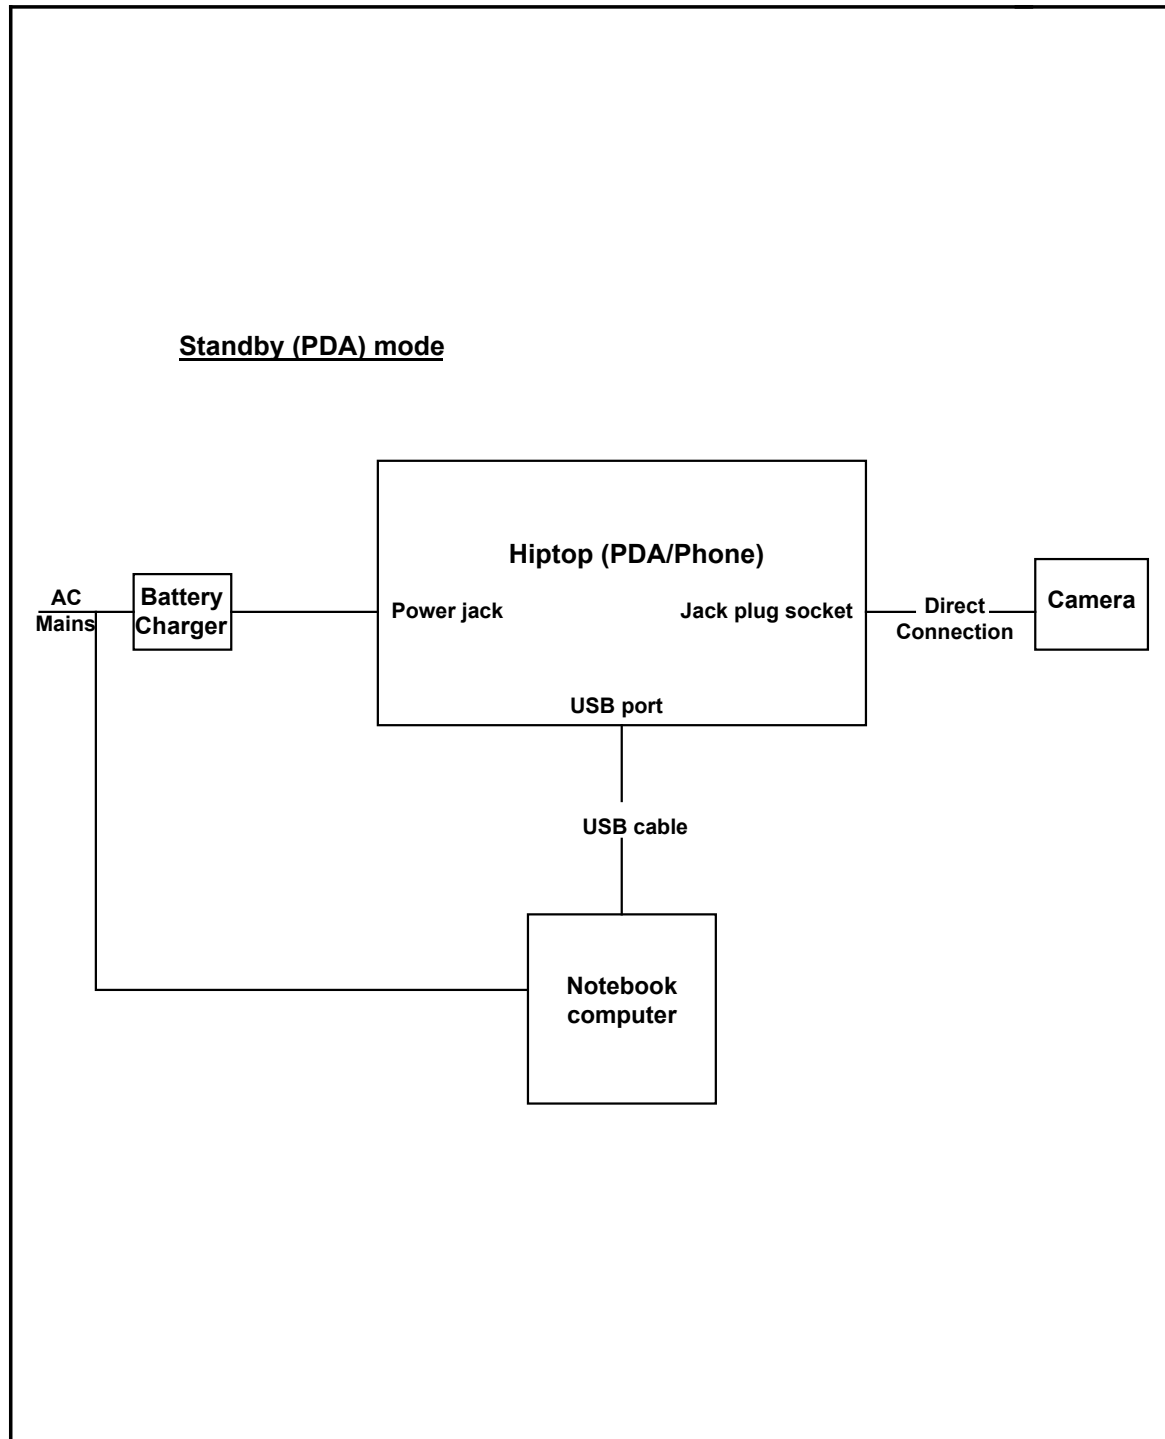 Standby (PDA) mode
Hiptop (PDA/Phone)
AC
Mains
Battery
Charger
Power jack
Jack plug socket
Direct
Connection
Camera
USB port
USB cable
Notebook
computer